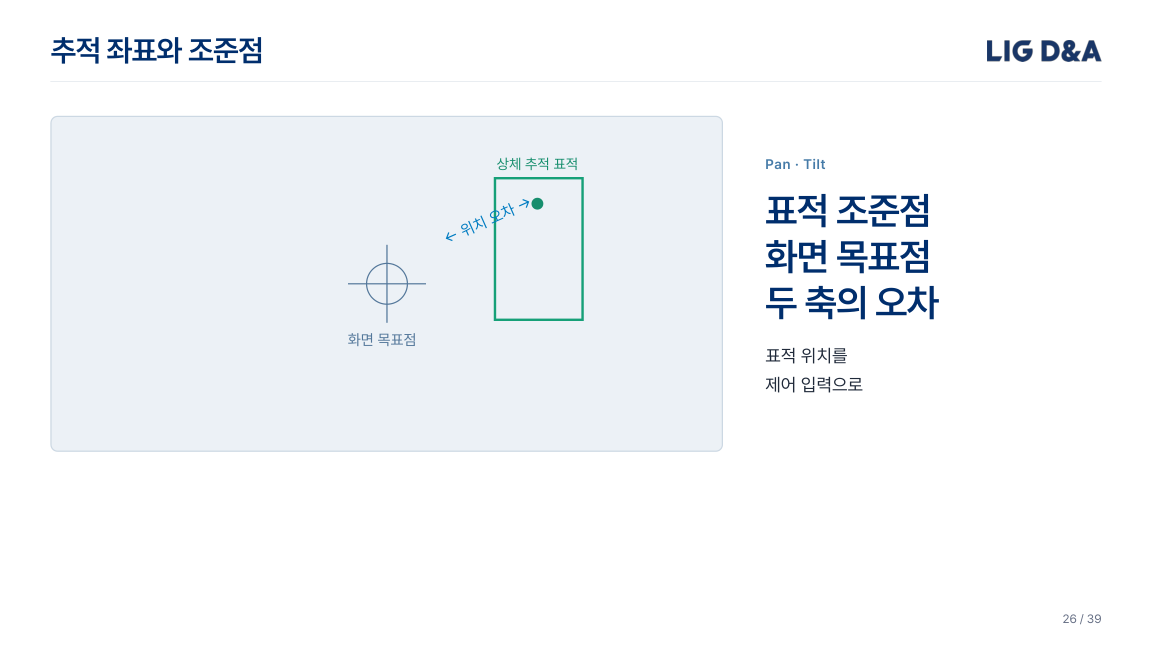 추적 좌표와 조준점
LIG D&A
상체 추적 표적
← 위치 오차 →
화면 목표점
Pan · Tilt
표적 조준점
화면 목표점
두 축의 오차
표적 위치를
제어 입력으로
26 / 39